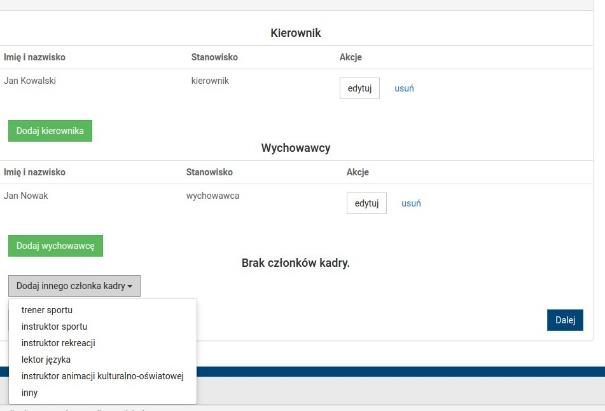 Kierownik
Imię i nazwisko Stanowisko Akcje
Jan Kowalski kierownik edytuj usuń
Dodaj kierownika
Wychowawcy
Imię i nazwisko Stanowisko Akcje
Jan Nowak wychowawca edytuj usuń
Dodaj wychowawcę
Brak członków kadry.
Dodaj innego członka kadry
trener sportu
instruktor sportu
Dalej
instruktor rekreacji
lektor języka
instruktor animacji kulturalno-oświatowej
inny